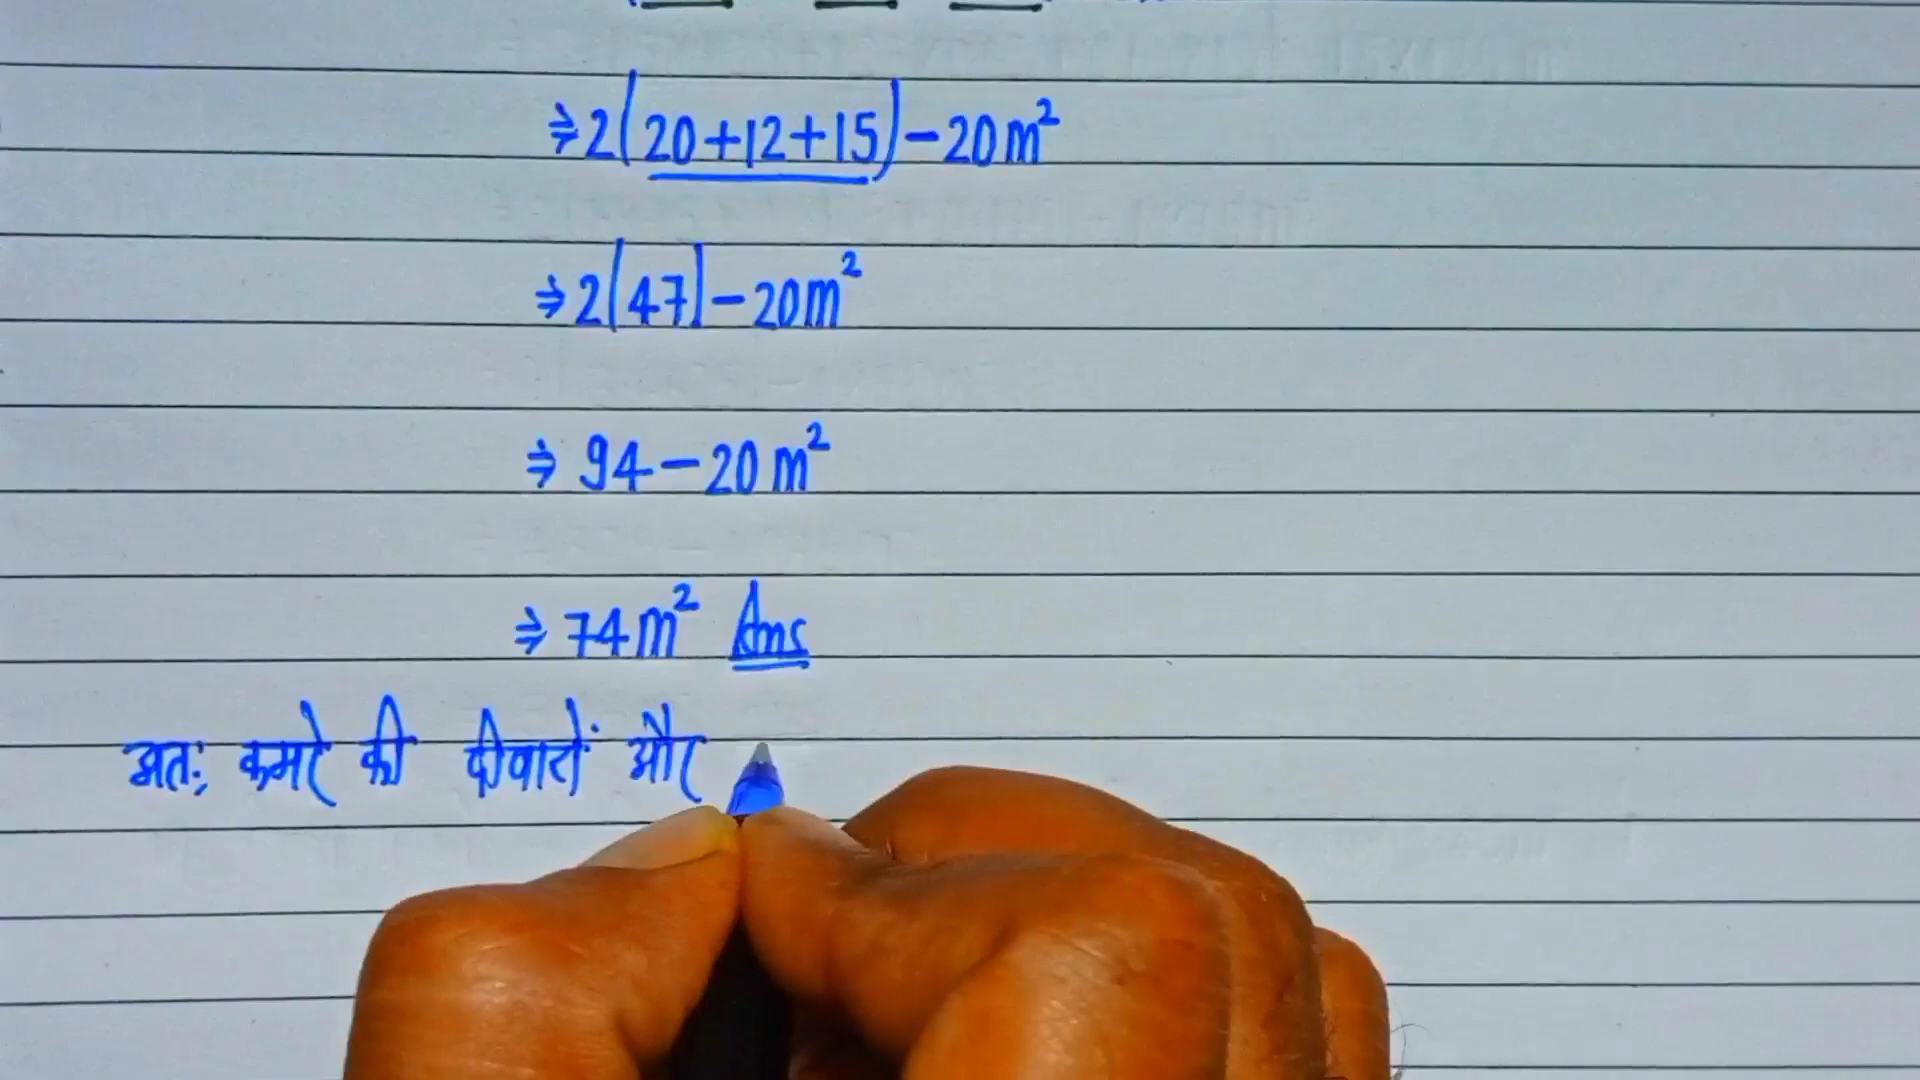 ⇒ 2(20+12+15)-20m²
⇒ 2(47)-20m²
⇒ 94-20m²
⇒ 74m² Ans
अतः, कमरे की दीवारों और